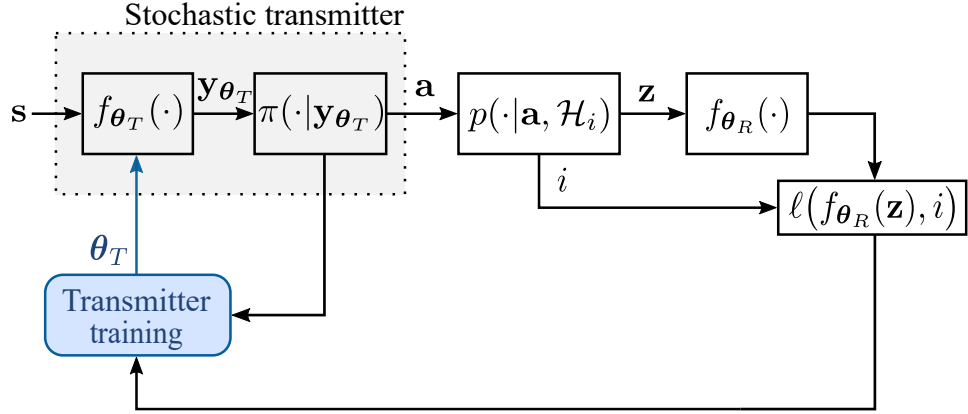 Stochastic transmitter
s
f_{θ_T}(·)
y_{θ_T}
π(·|y_{θ_T})
a
p(·|a, ℋ_i)
z
f_{θ_R}(·)
i
ℓ(f_{θ_R}(z), i)
θ_T
Transmitter
training